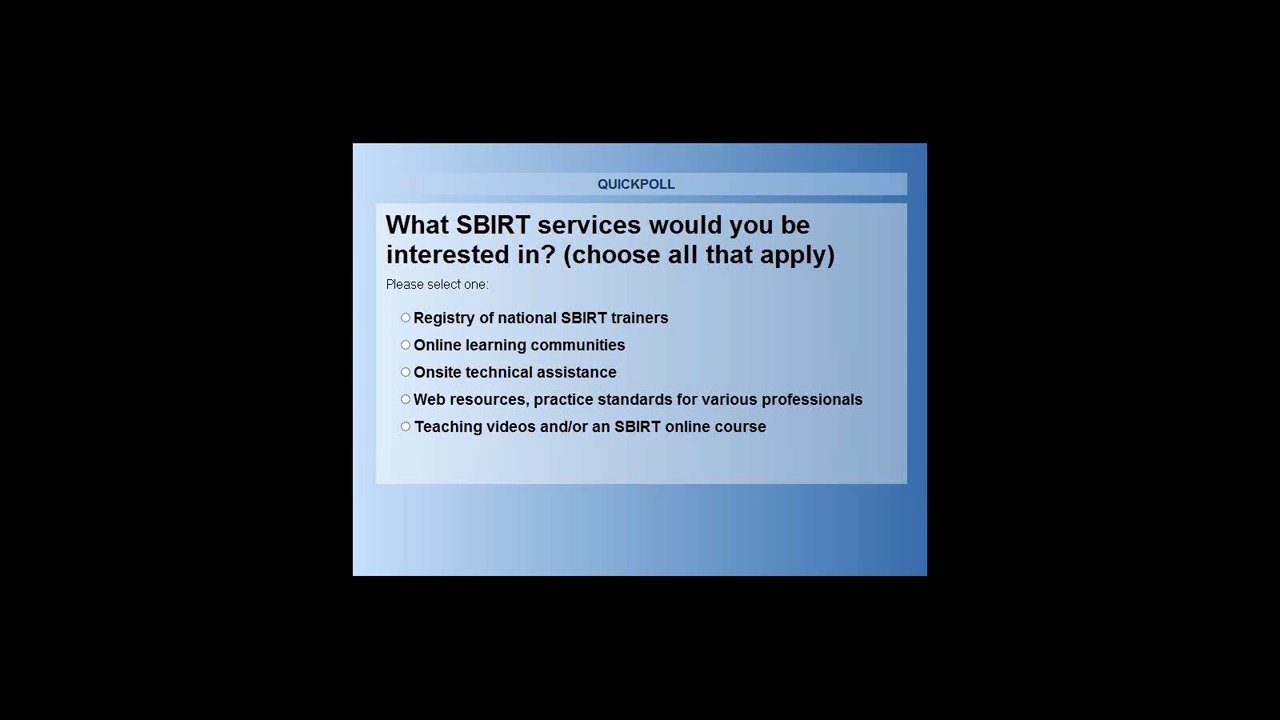 QUICKPOLL
What SBIRT services would you be
interested in? (choose all that apply)
Please select one:
Registry of national SBIRT trainers
Online learning communities
Onsite technical assistance
Web resources, practice standards for various professionals
Teaching videos and/or an SBIRT online course